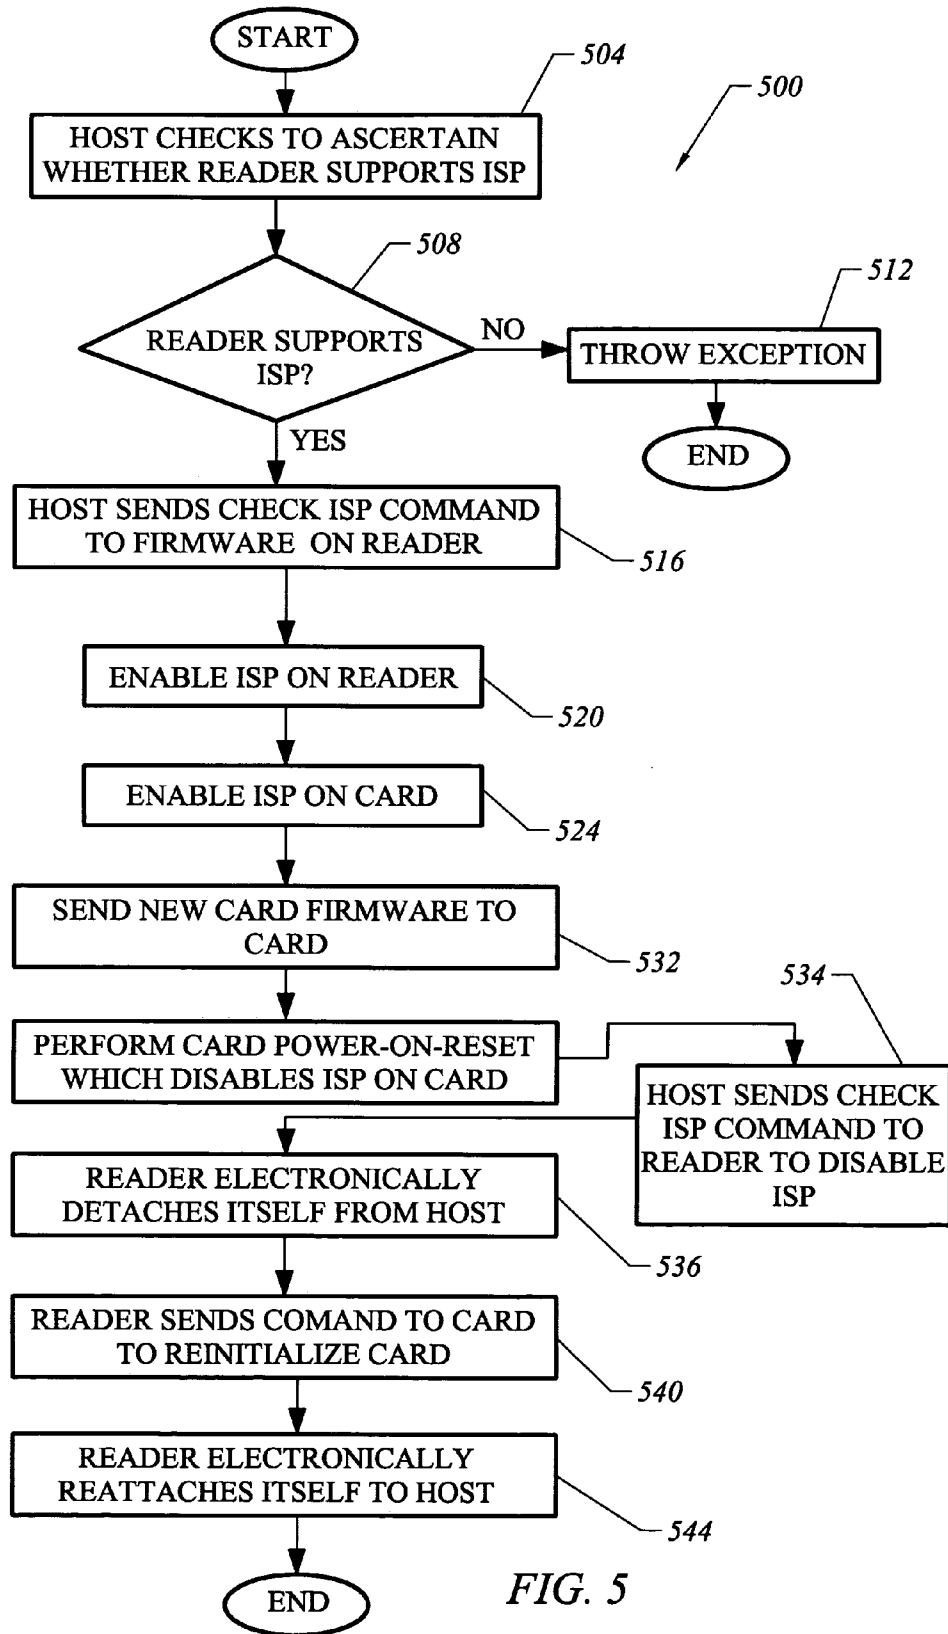 START
504
500
HOST CHECKS TO ASCERTAIN
WHETHER READER SUPPORTS ISP
508
512
READER SUPPORTS
ISP?
NO
THROW EXCEPTION
YES
END
HOST SENDS CHECK ISP COMMAND
TO FIRMWARE ON READER
516
ENABLE ISP ON READER
520
ENABLE ISP ON CARD
524
SEND NEW CARD FIRMWARE TO
CARD
532
534
PERFORM CARD POWER-ON-RESET
WHICH DISABLES ISP ON CARD
HOST SENDS CHECK
ISP COMMAND TO
READER TO DISABLE
ISP
READER ELECTRONICALLY
DETACHES ITSELF FROM HOST
536
READER SENDS COMAND TO CARD
TO REINITIALIZE CARD
540
READER ELECTRONICALLY
REATTACHES ITSELF TO HOST
544
END
FIG. 5